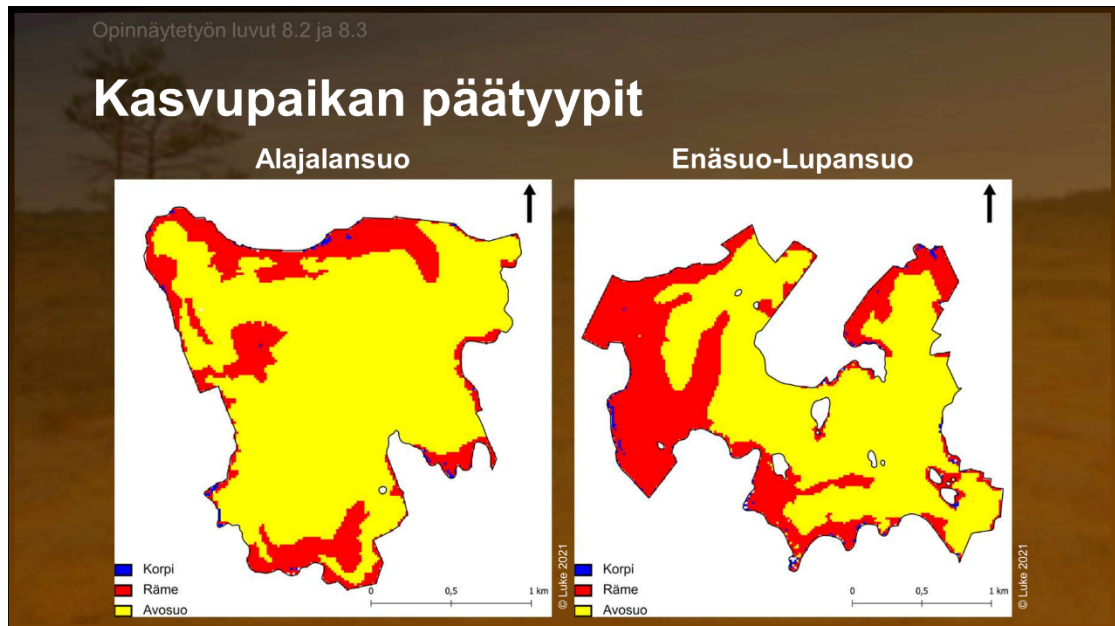 Opinnäytetyön luvut 8.2 ja 8.3
Kasvupaikan päätyypit
Alajalansuo
Korpi
Räme
Avosuo
0 0,5 1 km
© Luke 2021
Enäsuo-Lupansuo
Korpi
Räme
Avosuo
0 0,5 1 km
© Luke 2021